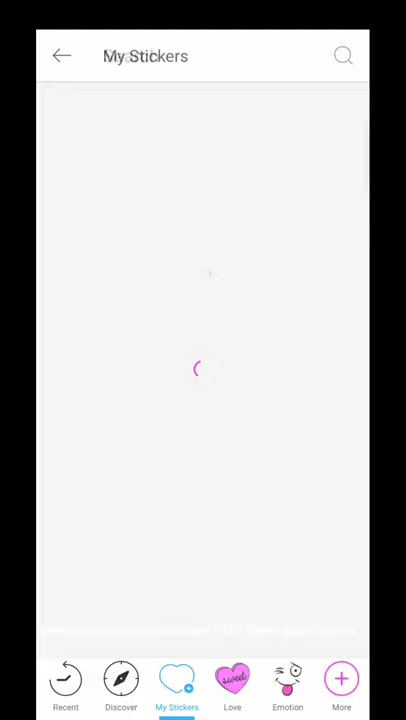 My Stickers
sweet
Recent
Discover
My Stickers
Love
Emotion
More